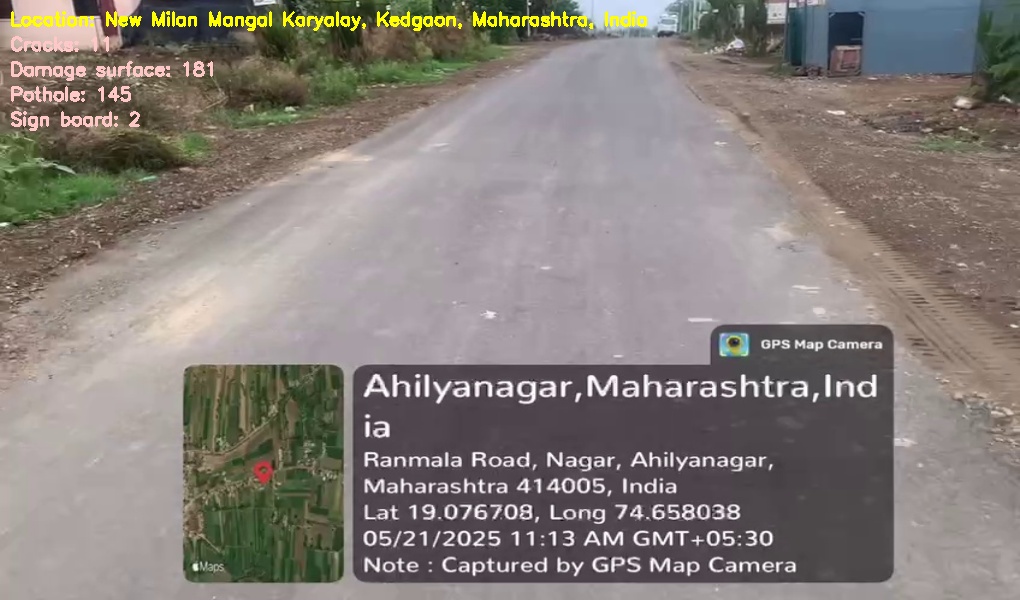 Location: New Milan Mangal Karyalay, Kedgaon, Maharashtra, India
Cracks: 11
Damage surface: 181
Pothole: 145
Sign board: 2
GPS Map Camera
Ahilyanagar,Maharashtra,Ind
ia
Ranmala Road, Nagar, Ahilyanagar,
Maharashtra 414005, India
Lat 19.076708, Long 74.658038
05/21/2025 11:13 AM GMT+05:30
Note : Captured by GPS Map Camera
Maps